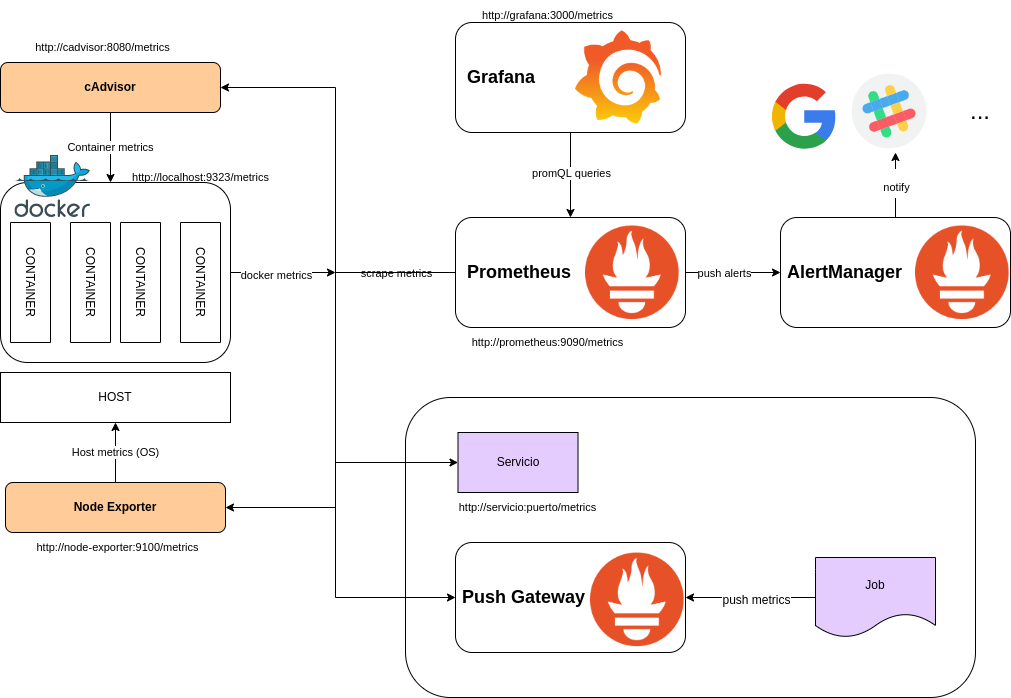 http://grafana:3000/metrics
http://cadvisor:8080/metrics
Grafana
cAdvisor
...
Container metrics
promQL queries
http://localhost:9323/metrics
notify
docker
CONTAINER
CONTAINER
CONTAINER
CONTAINER
docker metrics
scrape metrics
Prometheus
push alerts
AlertManager
http://prometheus:9090/metrics
HOST
Host metrics (OS)
Servicio
Node Exporter
http://servicio:puerto/metrics
http://node-exporter:9100/metrics
Push Gateway
push metrics
Job